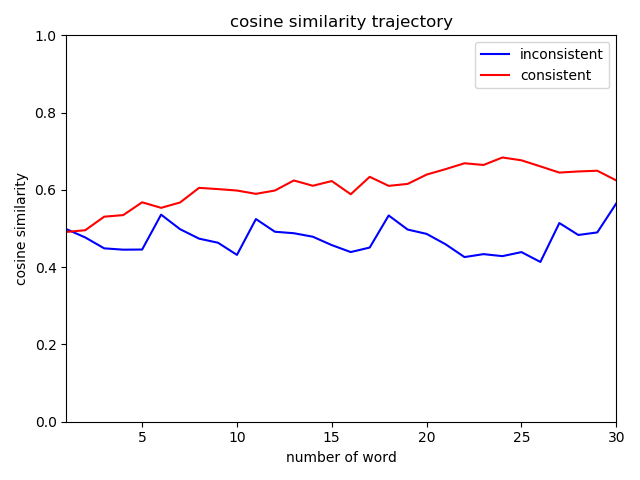 cosine similarity trajectory
inconsistent
consistent
cosine similarity
1.0
0.8
0.6
0.4
0.2
0.0
5 10 15 20 25 30
number of word